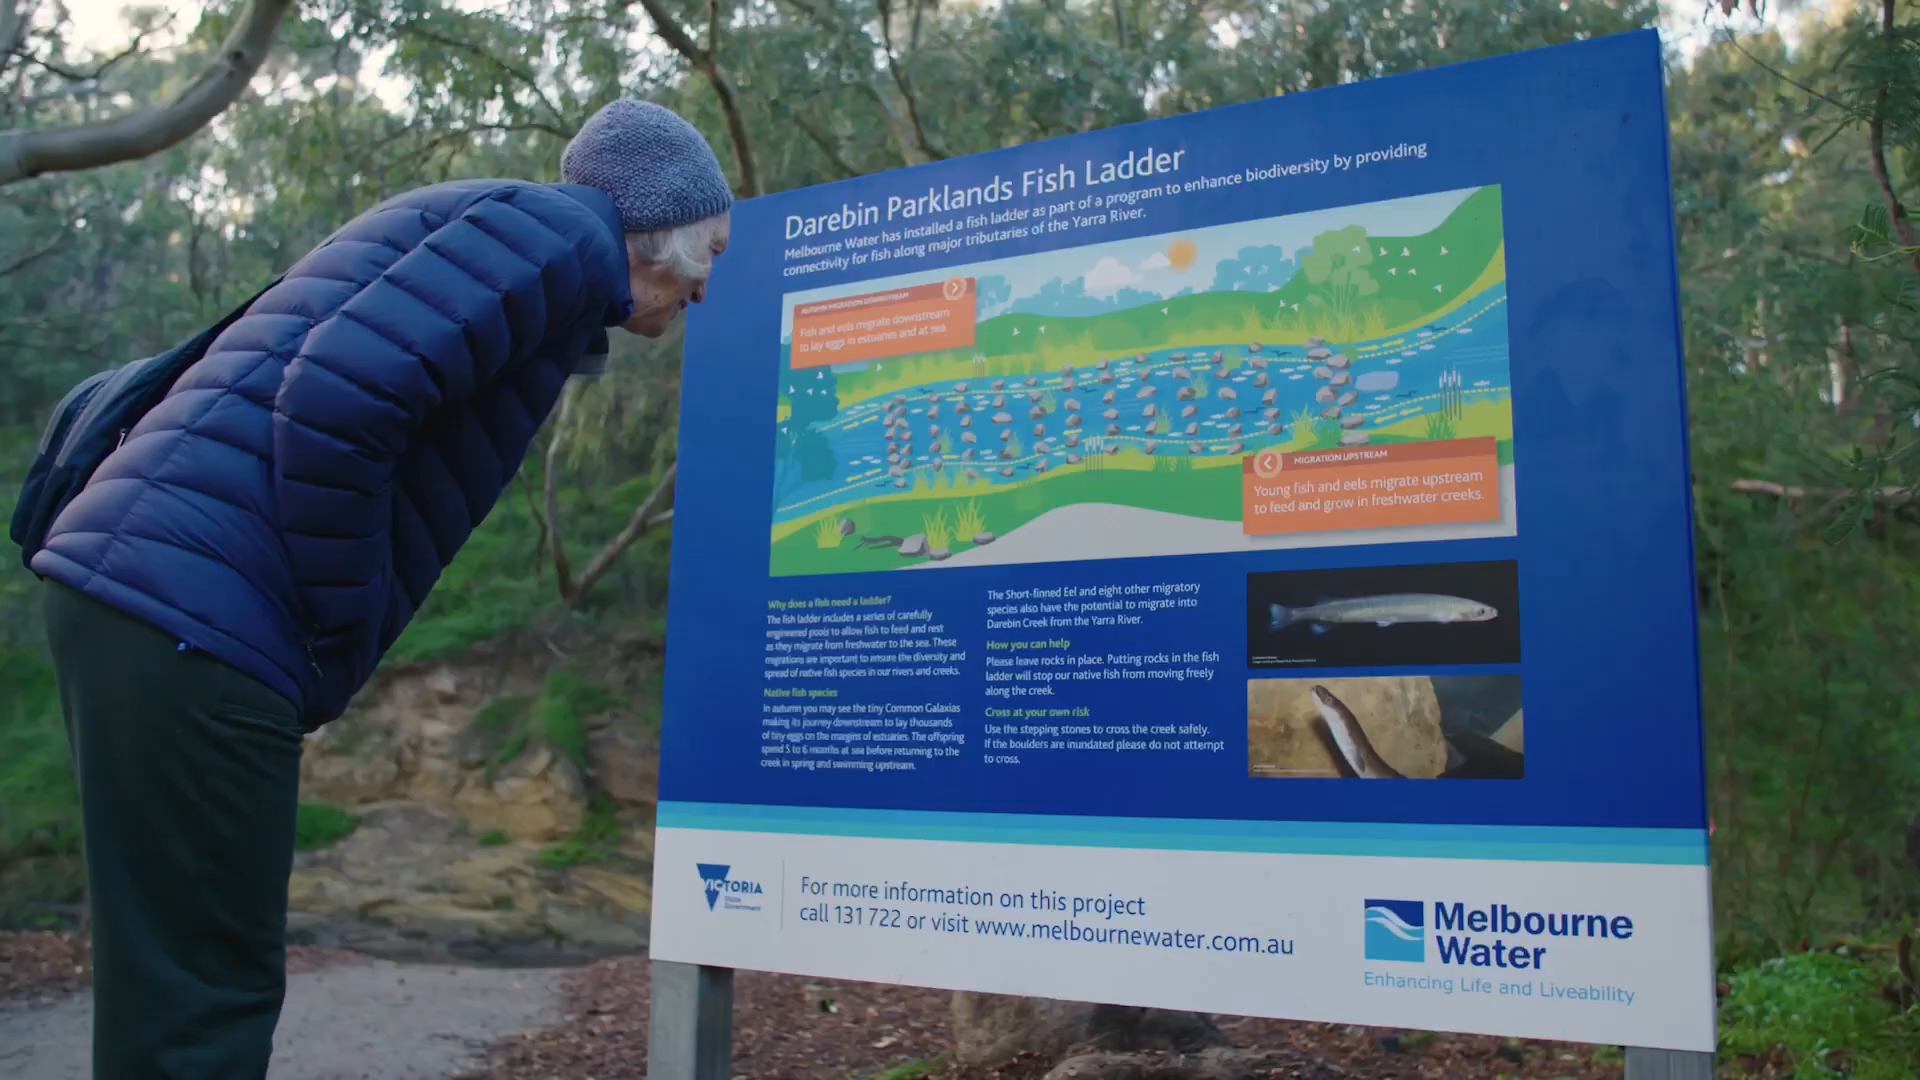 Darebin Parklands Fish Ladder
Melbourne Water has installed a fish ladder as part of a program to enhance biodiversity by providing
connectivity for fish along major tributaries of the Yarra River.
AUTUMN MIGRATION DOWNSTREAM
Fish and eels migrate downstream
to lay eggs in estuaries and at sea.
MIGRATION UPSTREAM
Young fish and eels migrate upstream
to feed and grow in freshwater creeks.
Why does a fish need a ladder?
The fish ladder includes a series of carefully
engineered pools to allow fish to feed and rest
as they migrate from freshwater to the sea. These
migrations are important to ensure the diversity and
spread of native fish species in our rivers and creeks.
Native fish species
In autumn you may see the tiny Common Galaxias
making its journey downstream to lay thousands
of tiny eggs on the margins of estuaries. The offspring
spend 5 to 6 months at sea before returning to the
creek in spring and swimming upstream.
The Short-finned Eel and eight other migratory
species also have the potential to migrate into
Darebin Creek from the Yarra River.
How you can help
Please leave rocks in place. Putting rocks in the fish
ladder will stop our native fish from moving freely
along the creek.
Cross at your own risk
Use the stepping stones to cross the creek safely.
If the boulders are inundated please do not attempt
to cross.
VICTORIA
State
Government
For more information on this project
call 131 722 or visit www.melbournewater.com.au
Melbourne
Water
Enhancing Life and Liveability